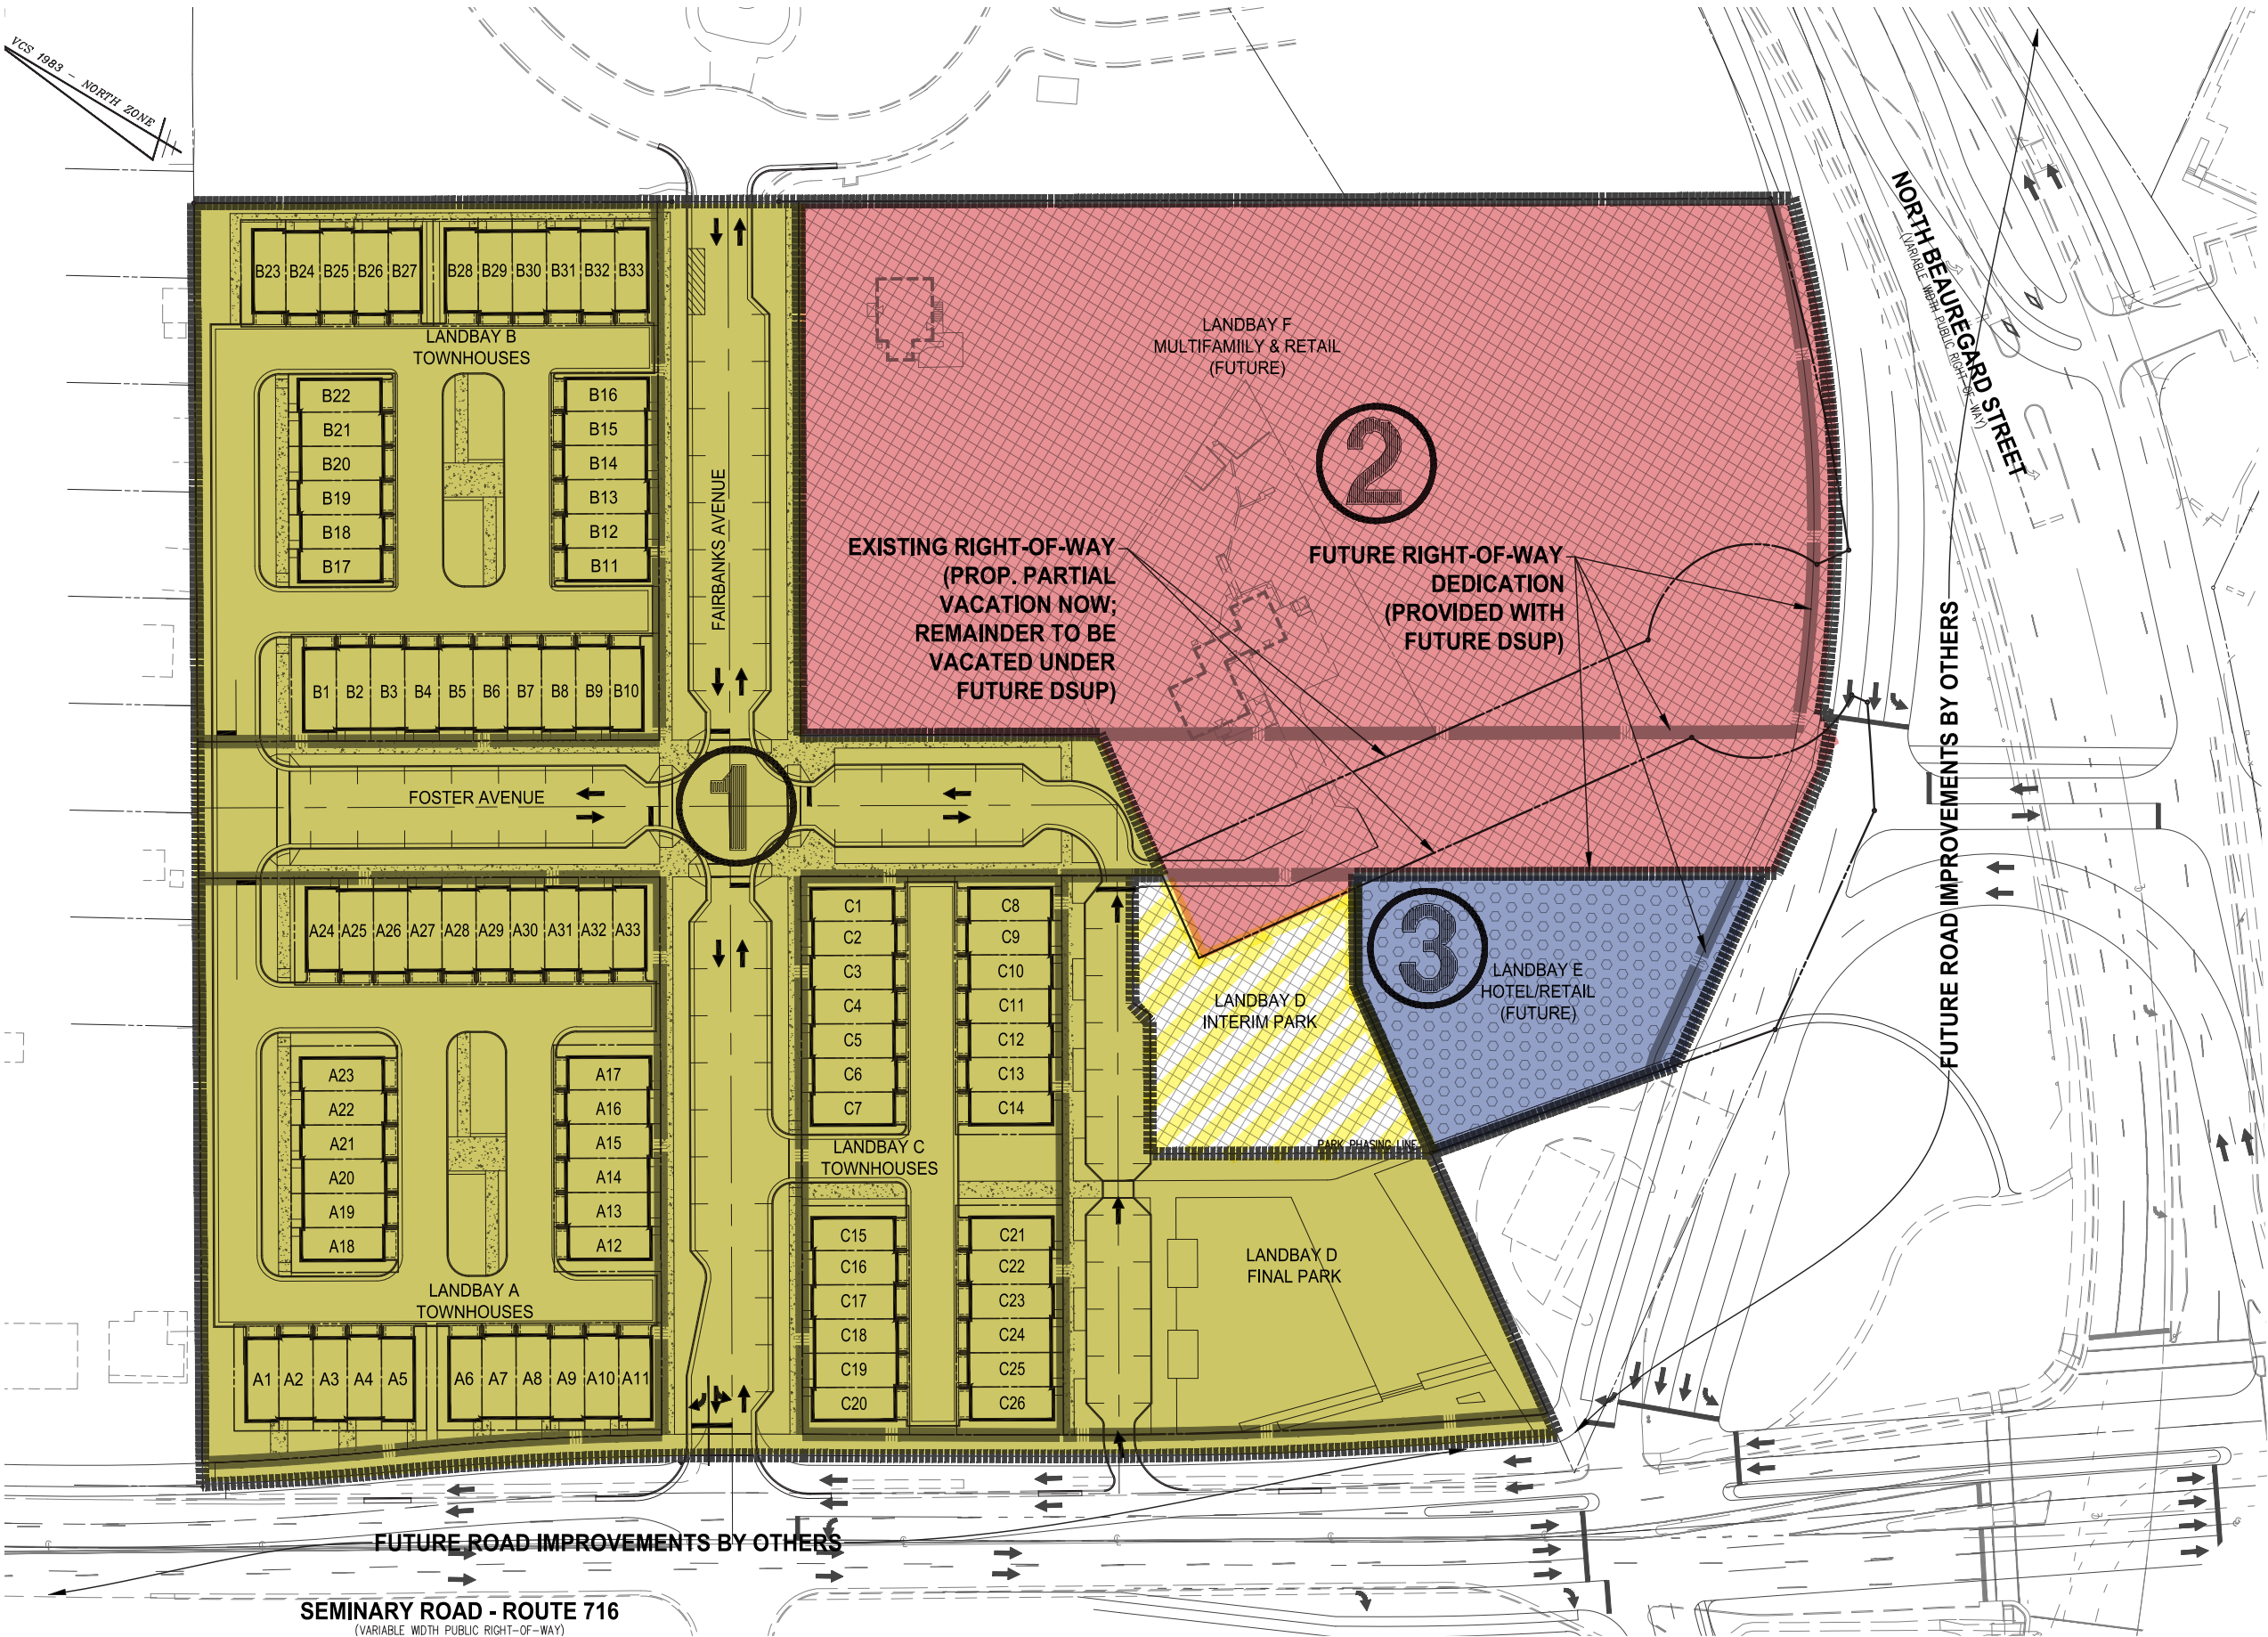 VCS 1983 - NORTH ZONE
NORTH BEAUREGARD STREET
(VARIABLE WIDTH PUBLIC RIGHT-OF-WAY)
B23 B24 B25 B26 B27
B28 B29 B30 B31 B32 B33
LANDBAY B
TOWNHOUSES
B22
B21
B20
B19
B18
B17
B16
B15
B14
B13
B12
B11
B1 B2 B3 B4 B5 B6 B7 B8 B9 B10
FAIRBANKS AVENUE
LANDBAY F
MULTIFAMIILY & RETAIL
(FUTURE)
2
EXISTING RIGHT-OF-WAY
(PROP. PARTIAL
VACATION NOW;
REMAINDER TO BE
VACATED UNDER
FUTURE DSUP)
FUTURE RIGHT-OF-WAY
DEDICATION
(PROVIDED WITH
FUTURE DSUP)
FUTURE ROAD IMPROVEMENTS BY OTHERS
FOSTER AVENUE
1
A24 A25 A26 A27 A28 A29 A30 A31 A32 A33
A23
A22
A21
A20
A19
A18
A17
A16
A15
A14
A13
A12
LANDBAY A
TOWNHOUSES
A1 A2 A3 A4 A5
A6 A7 A8 A9 A10 A11
C1
C2
C3
C4
C5
C6
C7
C8
C9
C10
C11
C12
C13
C14
LANDBAY C
TOWNHOUSES
C15
C16
C17
C18
C19
C20
C21
C22
C23
C24
C25
C26
LANDBAY D
INTERIM PARK
PARK PHASING LINE
3
LANDBAY E
HOTEL/RETAIL
(FUTURE)
LANDBAY D
FINAL PARK
FUTURE ROAD IMPROVEMENTS BY OTHERS
SEMINARY ROAD - ROUTE 716
(VARIABLE WIDTH PUBLIC RIGHT-OF-WAY)